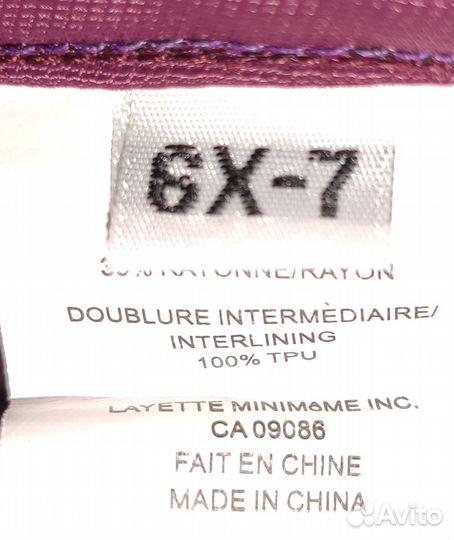 6X-7
% RAYONNE/RAYON
DOUBLURE INTERMÈDIAIRE/
INTERLINING
100% TPU
LAYETTE MINIMÔME INC.
CA 09086
FAIT EN CHINE
MADE IN CHINA
Avito